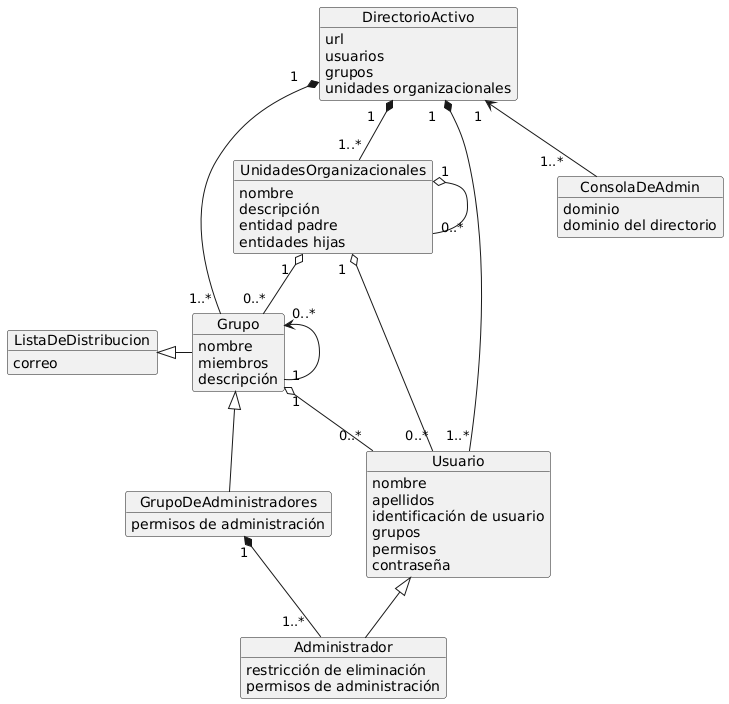 DirectorioActivo
url
usuarios
grupos
unidades organizacionales
1
1
1
1
1..*
1..*
UnidadesOrganizacionales
nombre
descripción
entidad padre
entidades hijas
1
0..*
ConsolaDeAdmin
dominio
dominio del directorio
1
1
1..*
0..*
0..*
ListaDeDistribucion
correo
Grupo
nombre
miembros
descripción
1
1
0..*
0..*
1..*
GrupoDeAdministradores
permisos de administración
Usuario
nombre
apellidos
identificación de usuario
grupos
permisos
contraseña
1
1..*
Administrador
restricción de eliminación
permisos de administración